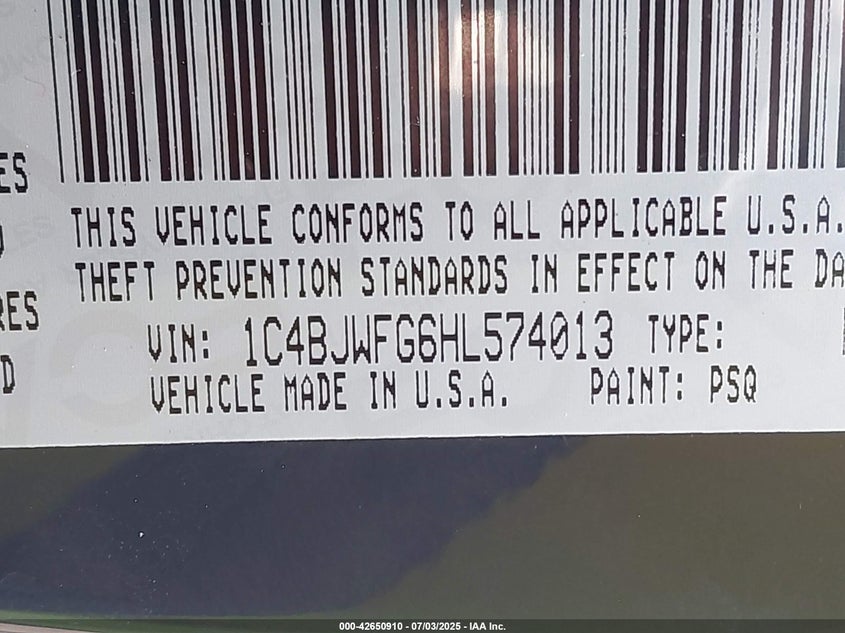 ES
THIS VEHICLE CONFORMS TO ALL APPLICABLE U.S.A.
THEFT PREVENTION STANDARDS IN EFFECT ON THE DA
RES
VIN: 1C4BJWFG6HL574013 TYPE:
D
VEHICLE MADE IN U.S.A. PAINT: PSQ
000-42650910 - 07/03/2025 - IAA Inc.